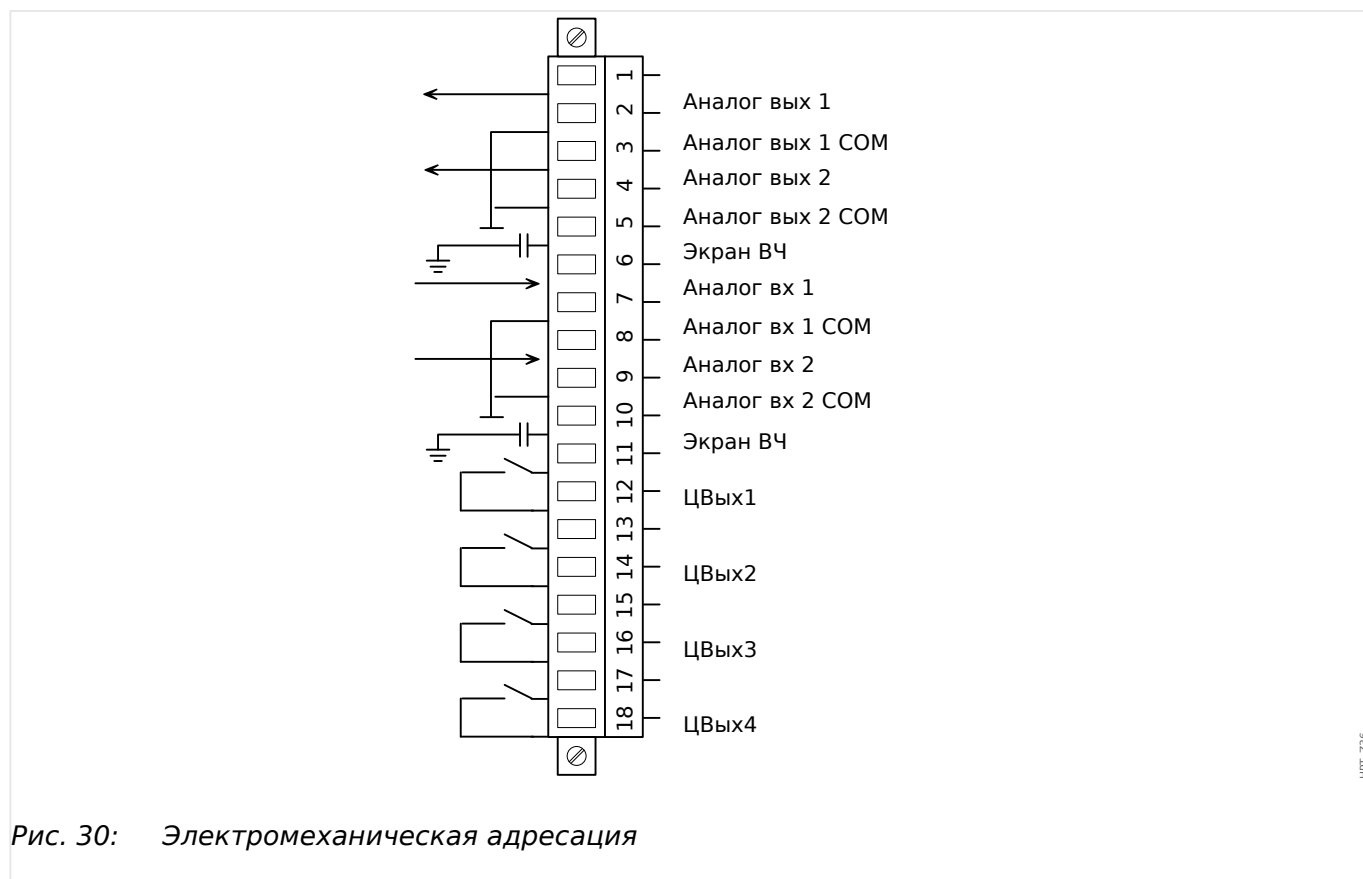 1
2
Аналог вых 1
3
Аналог вых 1 COM
4
Аналог вых 2
5
Аналог вых 2 COM
6
Экран ВЧ
7
Аналог вх 1
8
Аналог вх 1 COM
9
Аналог вх 2
10
Аналог вх 2 COM
11
Экран ВЧ
12
ЦВых1
13
14
ЦВых2
15
16
ЦВых3
17
18
ЦВых4
Рис. 30: Электромеханическая адресация